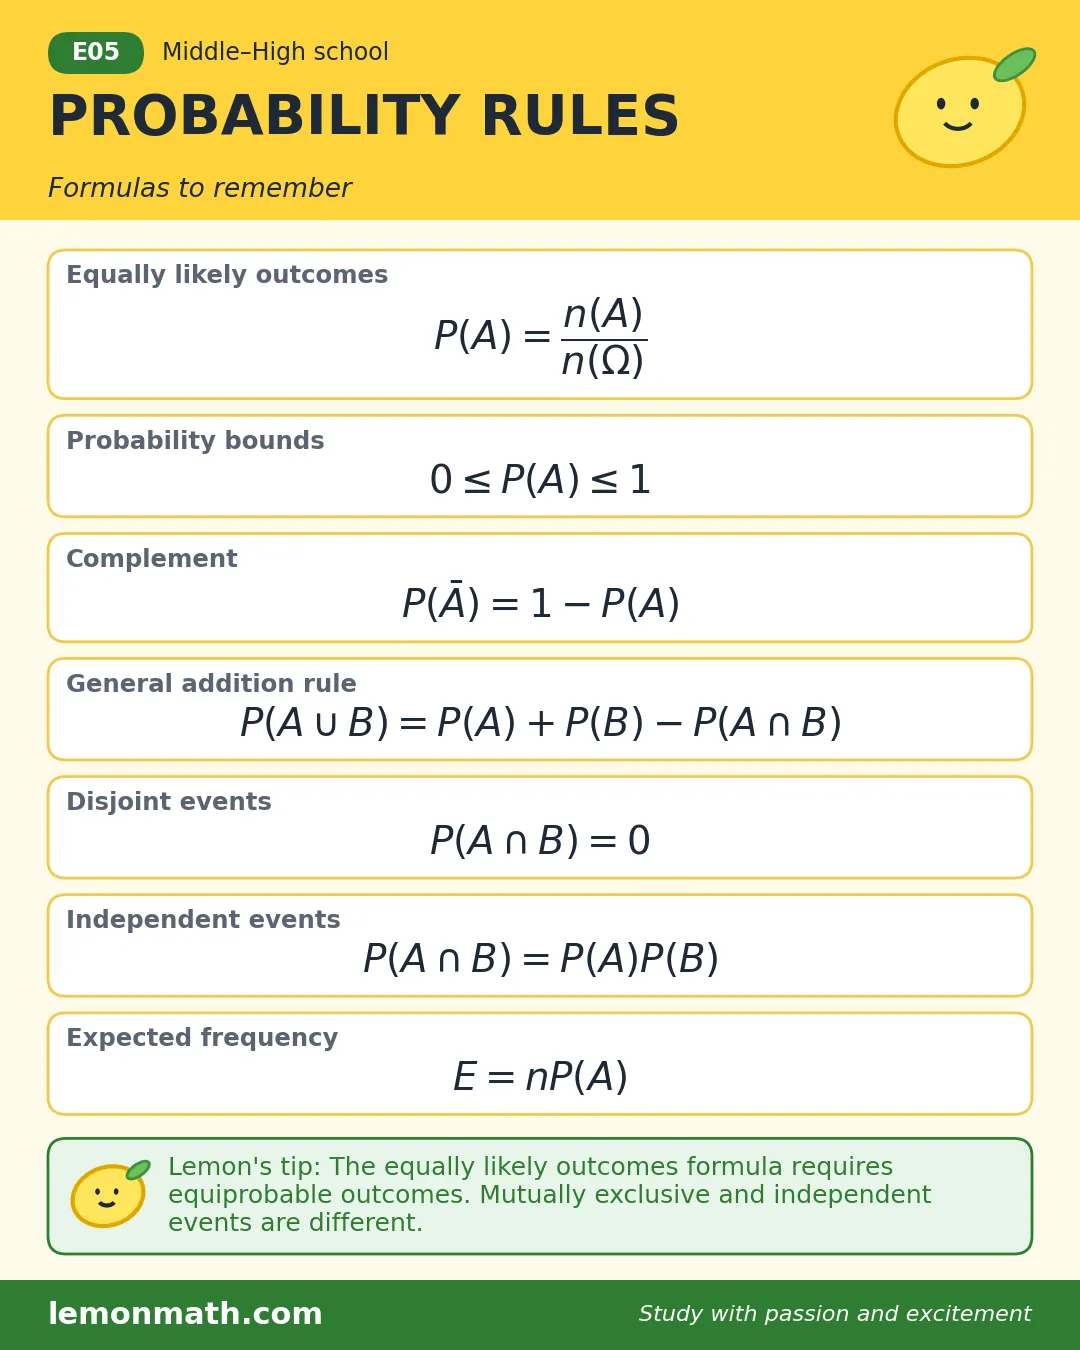 E05 Middle–High school
PROBABILITY RULES
Formulas to remember
Equally likely outcomes
P(A) = n(A)/n(Ω)
Probability bounds
0 ≤ P(A) ≤ 1
Complement
P(Ā) = 1 − P(A)
General addition rule
P(A ∪ B) = P(A) + P(B) − P(A ∩ B)
Disjoint events
P(A ∩ B) = 0
Independent events
P(A ∩ B) = P(A)P(B)
Expected frequency
E = nP(A)
Lemon's tip: The equally likely outcomes formula requires
equiprobable outcomes. Mutually exclusive and independent
events are different.
lemonmath.com
Study with passion and excitement